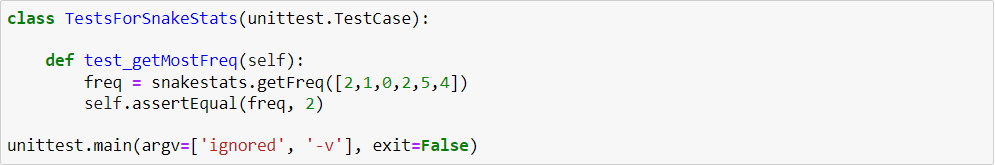 class TestsForSnakeStats(unittest.TestCase):
    def test_getMostFreq(self):
        freq = snakestats.getFreq([2,1,0,2,5,4])
        self.assertEqual(freq, 2)
unittest.main(argv=['ignored', '-v'], exit=False)